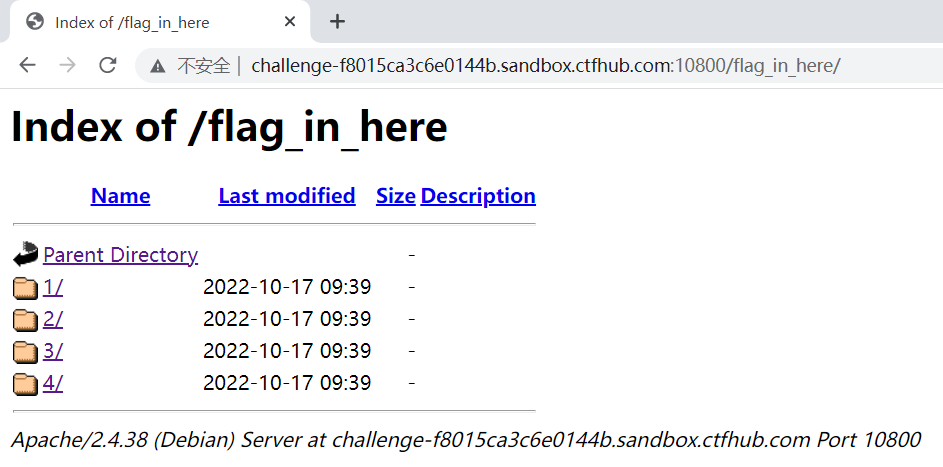 Index of /flag_in_here
不安全 | challenge-f8015ca3c6e0144b.sandbox.ctfhub.com:10800/flag_in_here/
Index of /flag_in_here
Name Last modified Size Description
Parent Directory -
1/ 2022-10-17 09:39 -
2/ 2022-10-17 09:39 -
3/ 2022-10-17 09:39 -
4/ 2022-10-17 09:39 -
Apache/2.4.38 (Debian) Server at challenge-f8015ca3c6e0144b.sandbox.ctfhub.com Port 10800